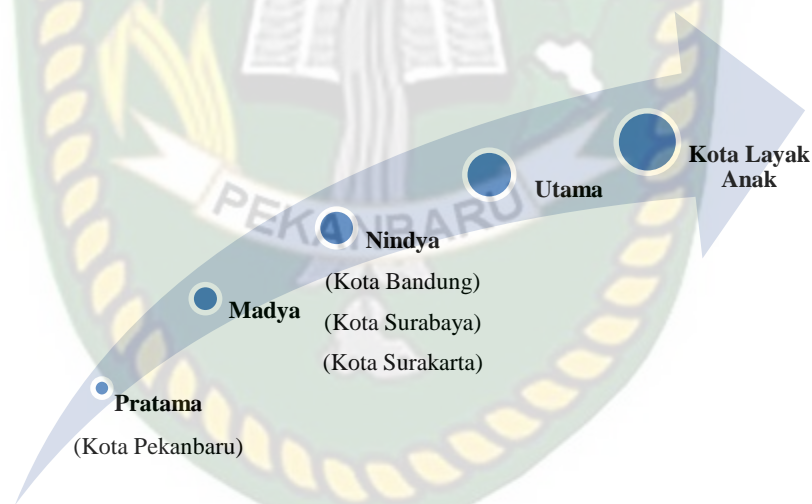 Kota Layak
Anak
Utama
Nindya
(Kota Bandung)
(Kota Surabaya)
(Kota Surakarta)
Madya
Pratama
(Kota Pekanbaru)
PEKANBARU